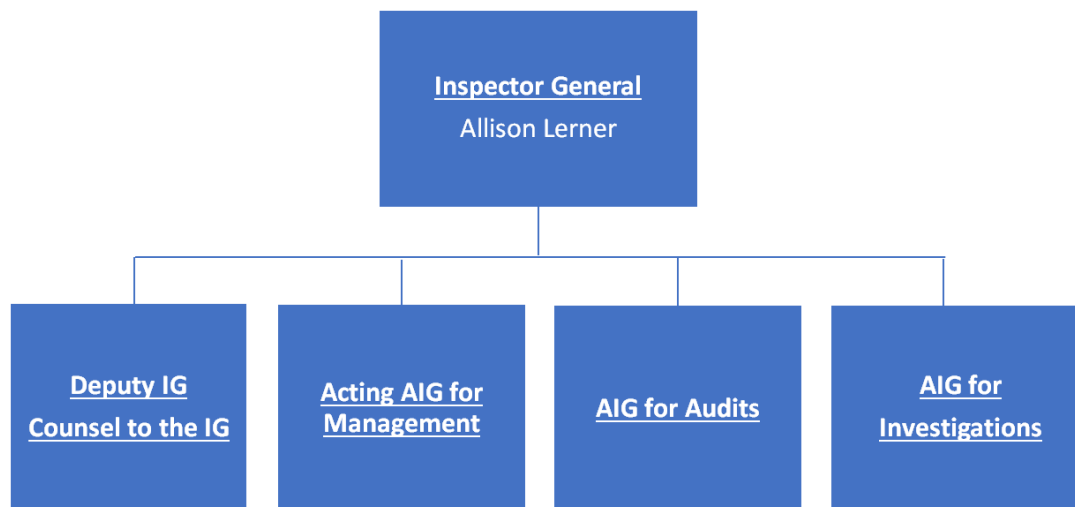 Inspector General
Allison Lerner
Deputy IG
Counsel to the IG
Acting AIG for
Management
AIG for Audits
AIG for
Investigations